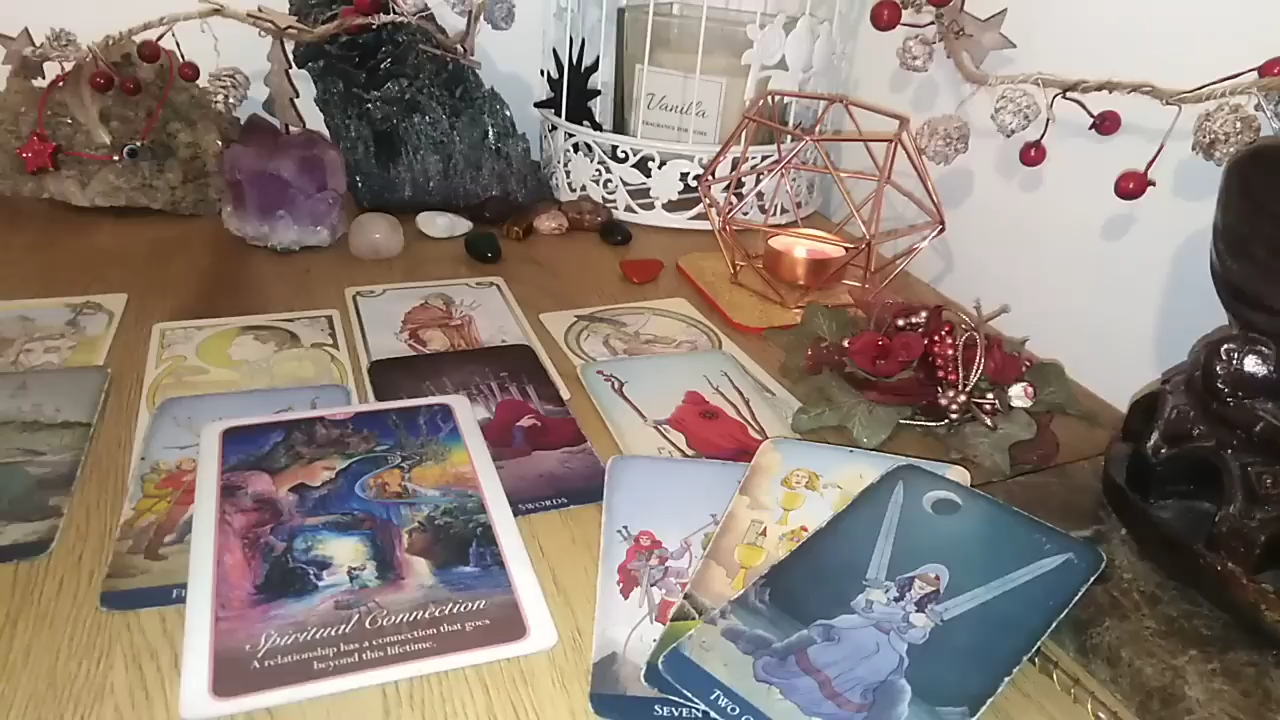 Vanilla
FRAGRANCE FOR HOME
SWORDS
Spiritual Connection
A relationship has a connection that goes
beyond this lifetime.
SEVEN
TWO